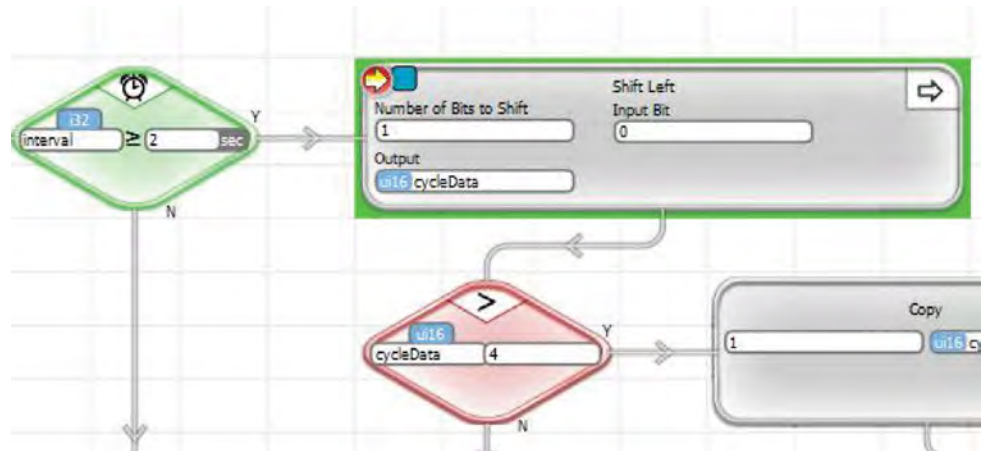 i32
interval ≥ 2 sec
Y
N
Shift Left
Number of Bits to Shift
Input Bit
1
0
Output
ui16 cycleData
>
ui16
cycleData 4
Y
N
Copy
1
ui16 cy